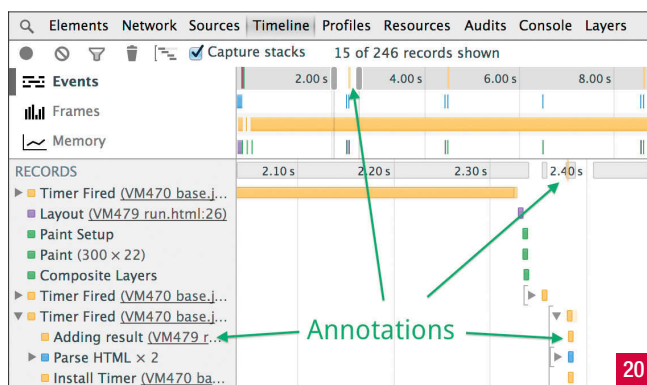 Elements Network Sources Timeline Profiles Resources Audits Console Layers
Capture stacks 15 of 246 records shown
Events
2.00 s 4.00 s 6.00 s 8.00 s
Frames
Memory
RECORDS
2.10 s 2.20 s 2.30 s 2.40 s
Timer Fired (VM470 base.j...
Layout (VM479 run.html:26)
Paint Setup
Paint (300 × 22)
Composite Layers
Timer Fired (VM470 base.j...
Timer Fired (VM470 base.j...
Adding result (VM479 r...
Annotations
Parse HTML × 2
Install Timer (VM470 ba...
20